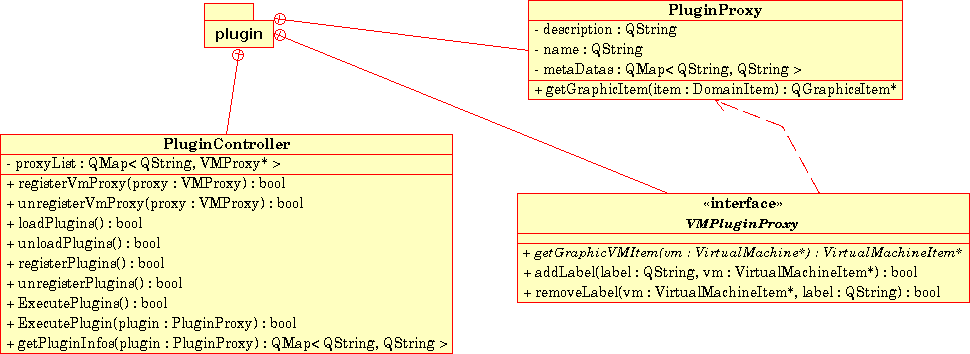 plugin
PluginProxy
- description : QString
- name : QString
- metaDatas : QMap< QString, QString >
+ getGraphicItem(item : DomainItem) : QGraphicsItem*
PluginController
- proxyList : QMap< QString, VMProxy* >
+ registerVmProxy(proxy : VMProxy) : bool
+ unregisterVmProxy(proxy : VMProxy) : bool
+ loadPlugins() : bool
+ unloadPlugins() : bool
+ registerPlugins() : bool
+ unregisterPlugins() : bool
+ ExecutePlugins() : bool
+ ExecutePlugin(plugin : PluginProxy) : bool
+ getPluginInfos(plugin : PluginProxy) : QMap< QString, QString >
«interface»
VMPluginProxy
+ getGraphicVMItem(vm : VirtualMachine*) : VirtualMachineItem*
+ addLabel(label : QString, vm : VirtualMachineItem*) : bool
+ removeLabel(vm : VirtualMachineItem*, label : QString) : bool